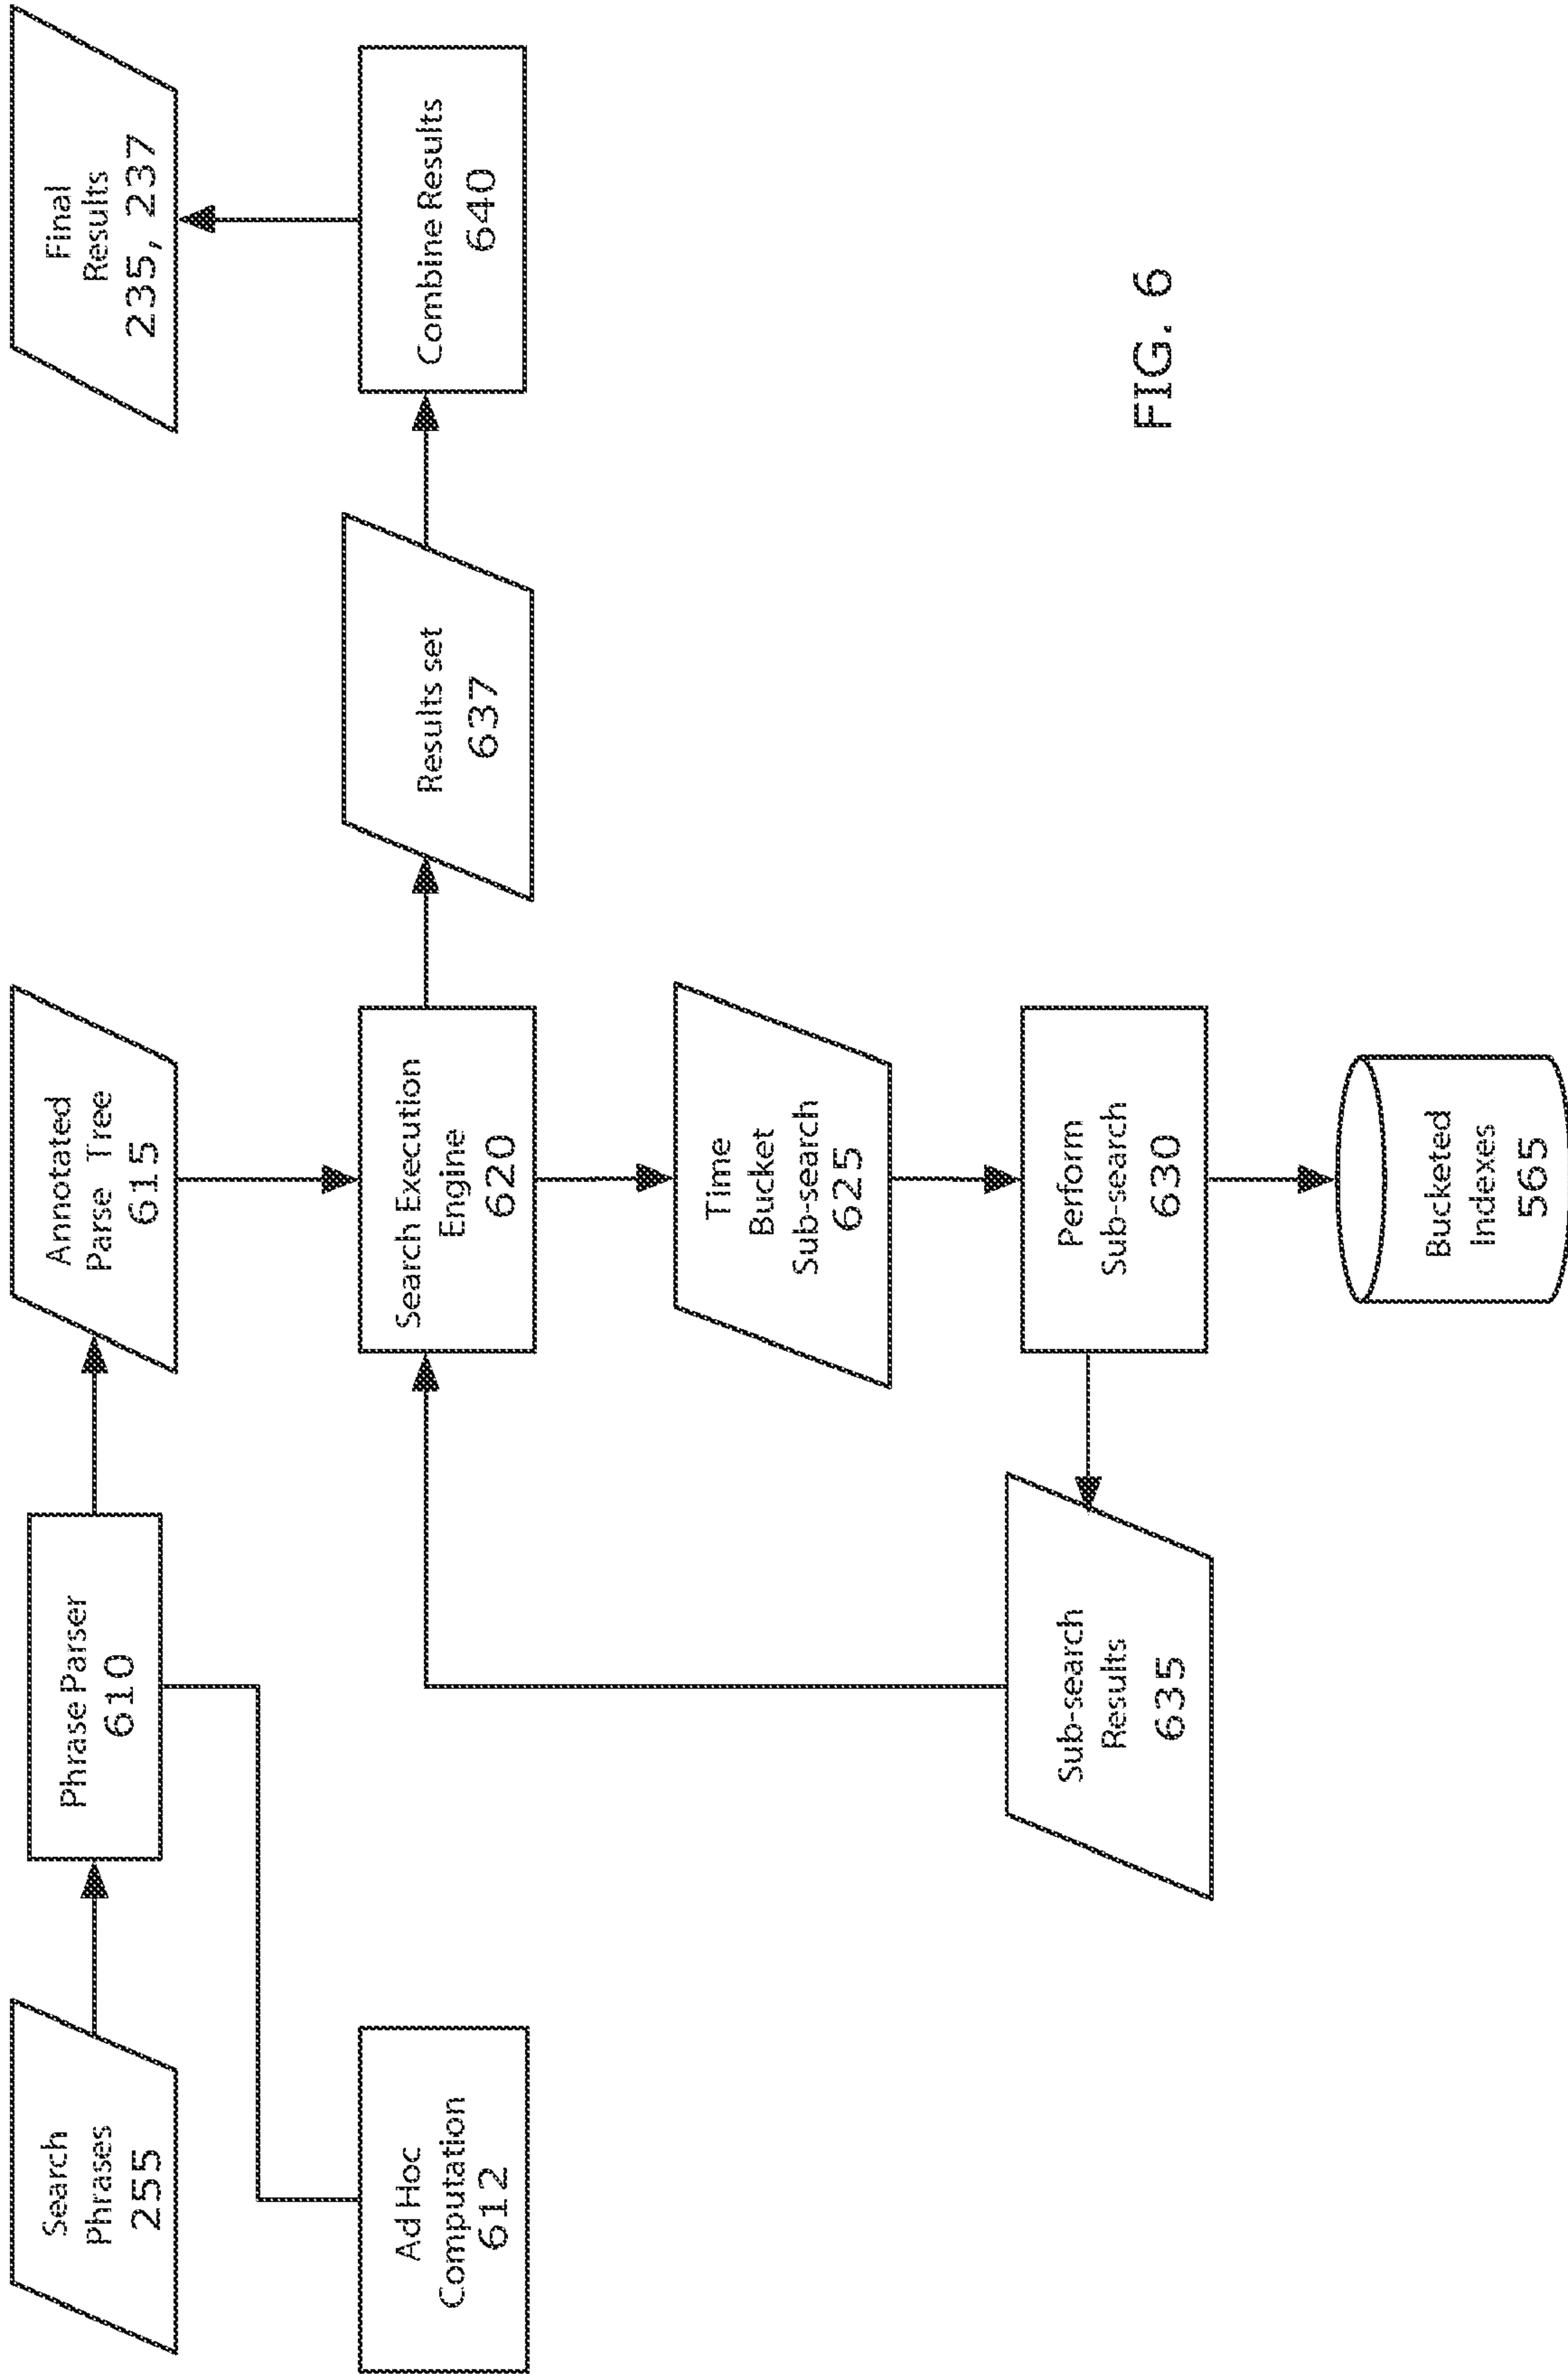 Search
Phrases
255
Phrase Parser
610
Annotated
Parse Tree
615
Final
Results
235, 237
Ad Hoc
Computation
612
Search Execution
Engine
620
Results set
637
Combine Results
640
Time
Bucket
Sub-search
625
Sub-search
Results
635
Perform
Sub-search
630
Bucketed
Indexes
565
FIG. 6